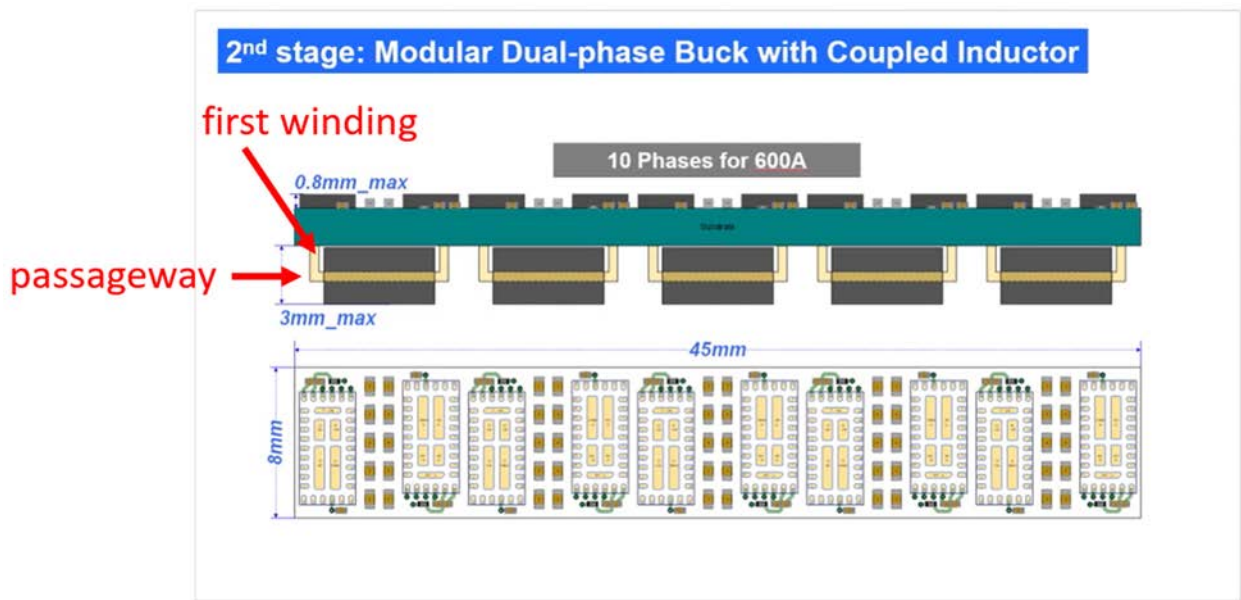 2nd stage: Modular Dual-phase Buck with Coupled Inductor
first winding
10 Phases for 600A
0.8mm_max
passageway
3mm_max
45mm
8mm